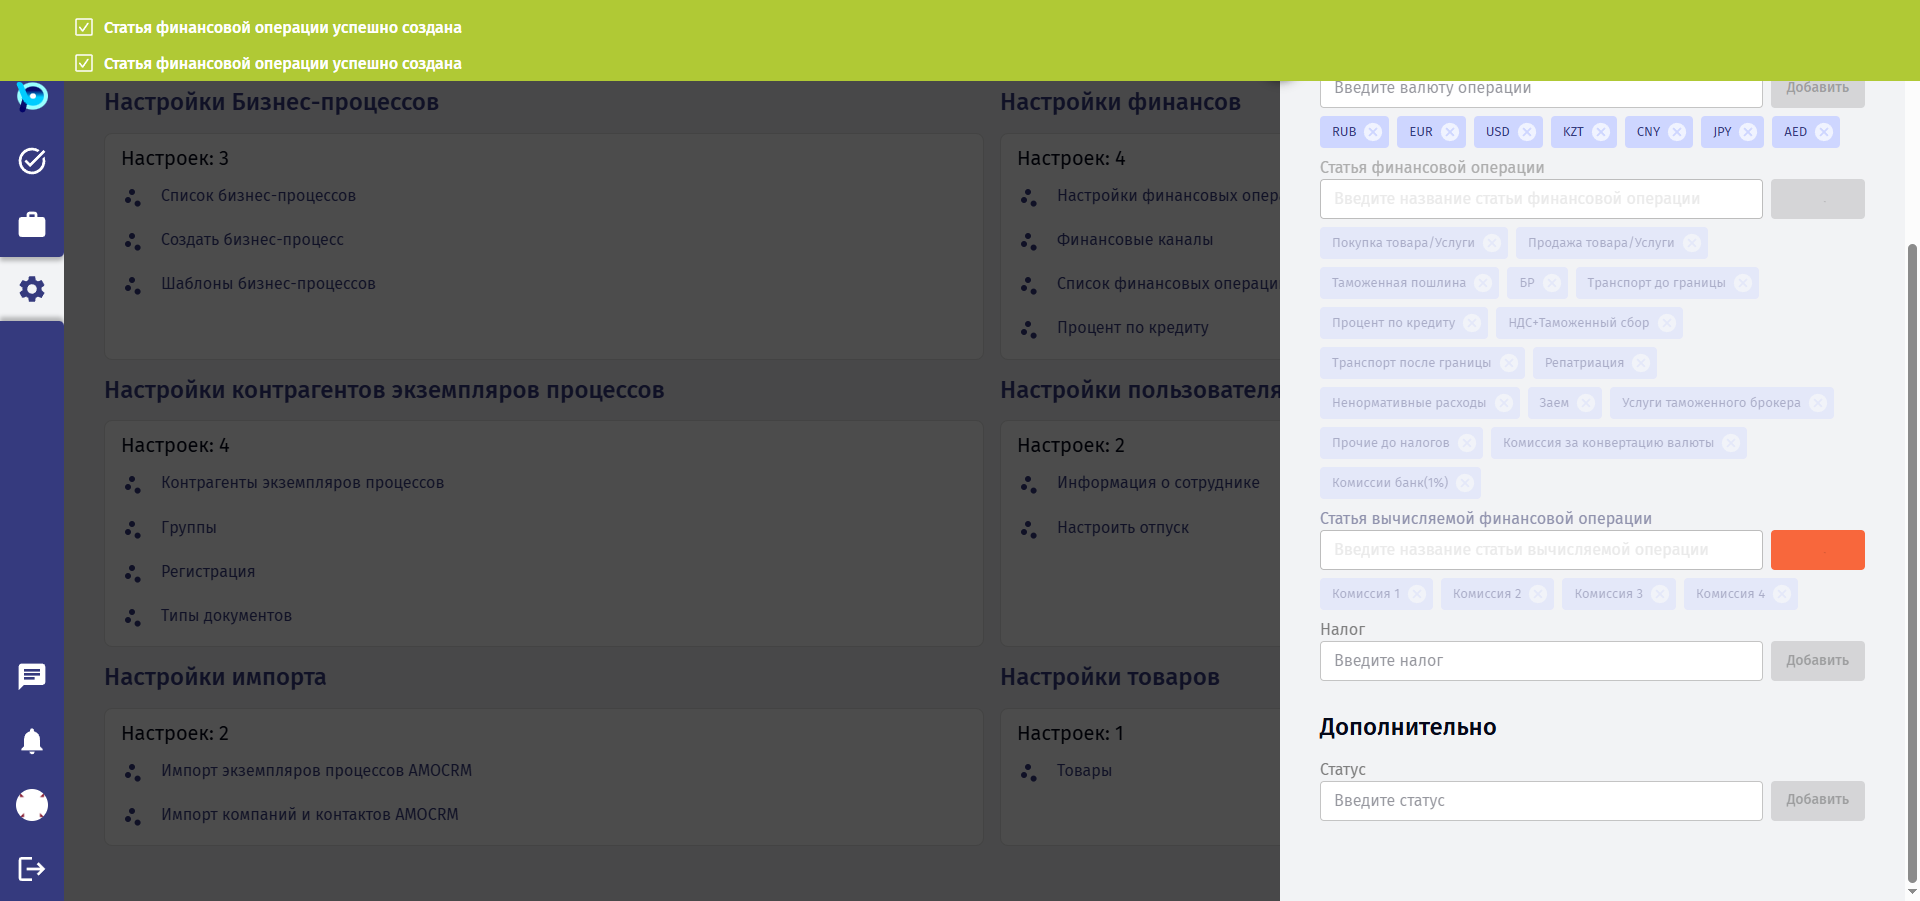 Статья финансовой операции успешно создана
Статья финансовой операции успешно создана
Настройки Бизнес-процессов
Настроек: 3
Список бизнес-процессов
Создать бизнес-процесс
Шаблоны бизнес-процессов
Настройки финансов
Настроек: 4
Настройки финансовых опер
Финансовые каналы
Список финансовых операци
Процент по кредиту
Настройки контрагентов экземпляров процессов
Настроек: 4
Контрагенты экземпляров процессов
Группы
Регистрация
Типы документов
Настройки пользователя
Настроек: 2
Информация о сотруднике
Настроить отпуск
Настройки импорта
Настроек: 2
Импорт экземпляров процессов AMOCRM
Импорт компаний и контактов AMOCRM
Настройки товаров
Настроек: 1
Товары
Введите валюту операции Добавить
RUB EUR USD KZT CNY JPY AED
Статья финансовой операции
Введите название статьи финансовой операции
Покупка товара/Услуги Продажа товара/Услуги
Таможенная пошлина БР Транспорт до границы
Процент по кредиту НДС+Таможенный сбор
Транспорт после границы Репатриация
Ненормативные расходы Заем Услуги таможенного брокера
Прочие до налогов Комиссия за конвертацию валюты
Комиссии банк(1%)
Статья вычисляемой финансовой операции
Введите название статьи вычисляемой операции
Комиссия 1 Комиссия 2 Комиссия 3 Комиссия 4
Налог
Введите налог Добавить
Дополнительно
Статус
Введите статус Добавить